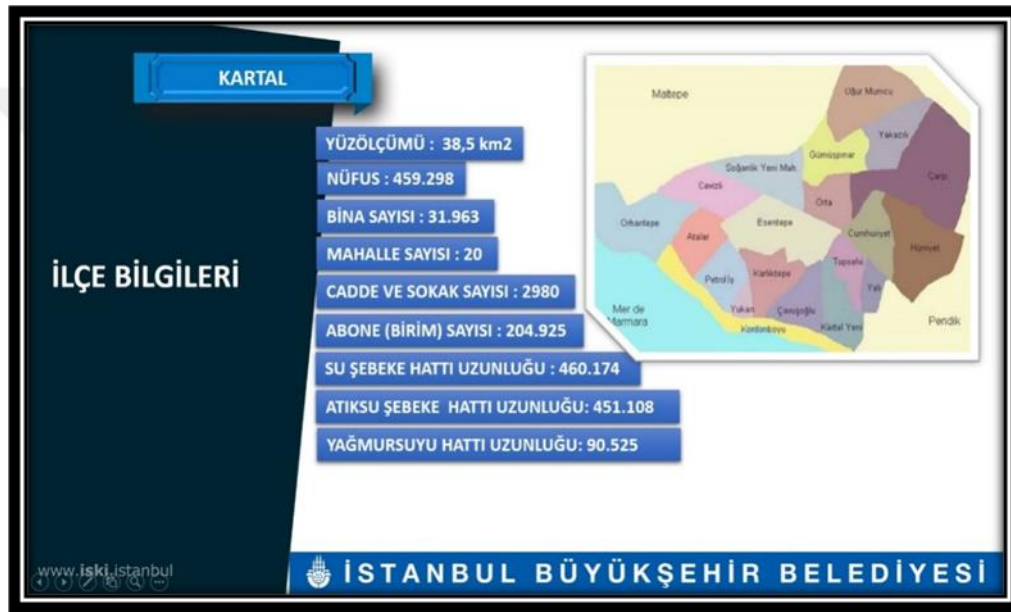 KARTAL
YÜZÖLÇÜMÜ : 38,5 km2
NÜFUS : 459.298
BİNA SAYISI : 31.963
MAHALLE SAYISI : 20
CADDE VE SOKAK SAYISI : 2980
ABONE (BİRİM) SAYISI : 204.925
SU ŞEBEKE HATTI UZUNLUĞU : 460.174
ATIKSU ŞEBEKE HATTI UZUNLUĞU: 451.108
YAĞMURSUYU HATTI UZUNLUĞU: 90.525
İLÇE BİLGİLERİ
Maltepe
Uğur Mumcu
Yakacık
Gümüşpınar
Soğanlık Yeni Mah.
Çarşı
Cevizli
Orta
Orhantepe
Esentepe
Atalar
Cumhuriyet
Hürriyet
Topselvi
Petrol İş
Karlıktepe
Yalı
Yukarı
Çavuşoğlu
Mer de
Marmara
Kordonboyu
Kartal Yeni
Pendik
www.iski.istanbul
İSTANBUL BÜYÜKŞEHİR BELEDİYESİ